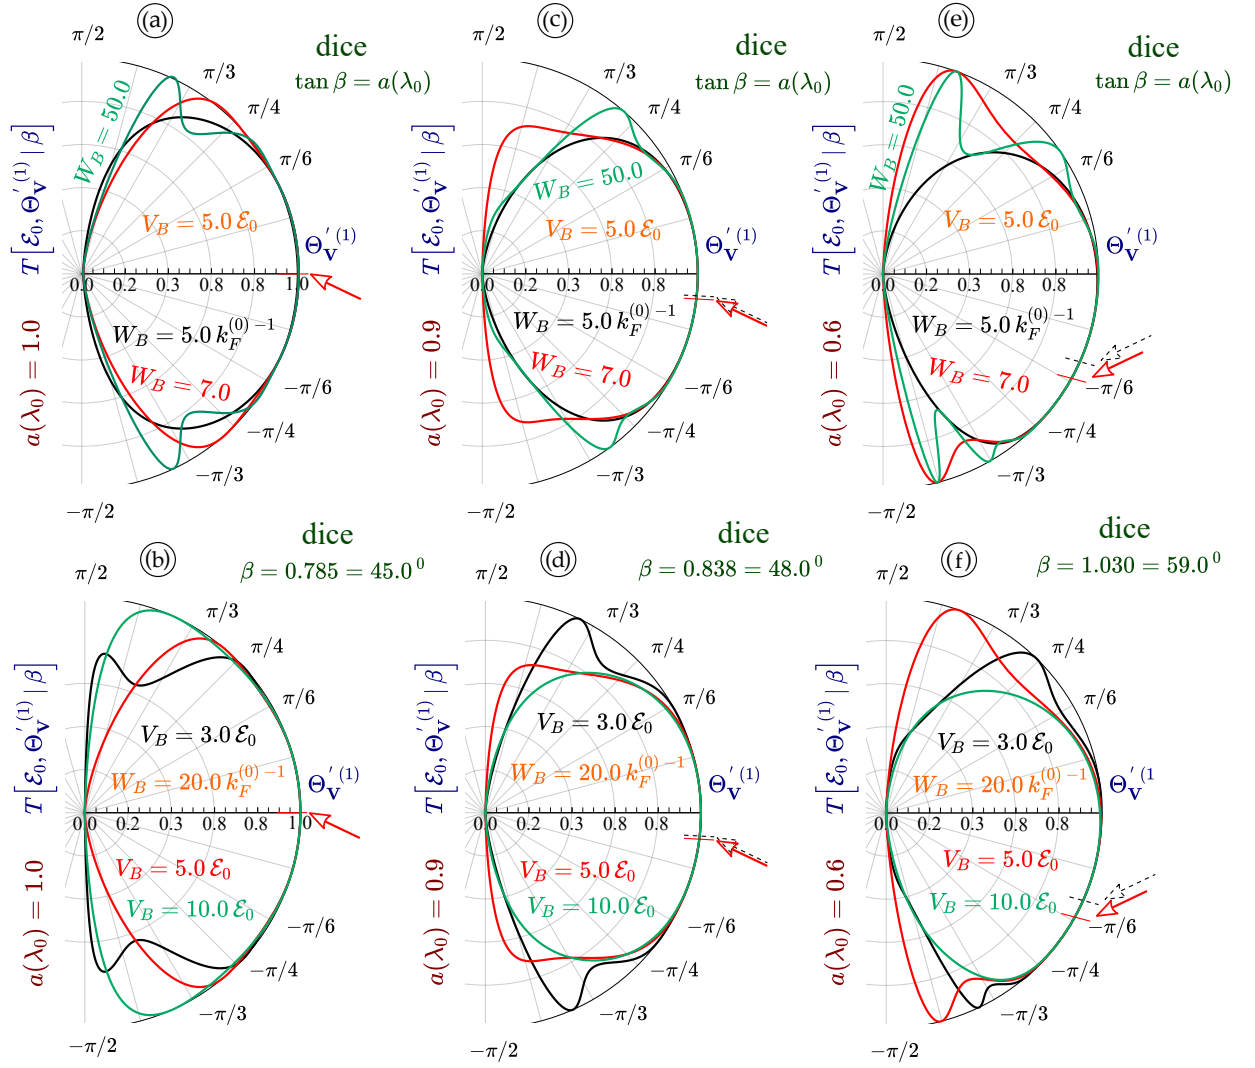 (a)
dice
tan β = a(λ₀)
π/2
π/3
π/4
π/6
W_B = 50.0
T[ℰ₀, Θ_V′⁽¹⁾ | β]
V_B = 5.0 ℰ₀
Θ_V′⁽¹⁾
0.0 0.2 0.3 0.8 0.8 1.0
W_B = 5.0 k_F⁽⁰⁾ ⁻¹
W_B = 7.0
a(λ₀) = 1.0
−π/6
−π/4
−π/3
−π/2
(c)
dice
tan β = a(λ₀)
π/2
π/3
π/4
π/6
W_B = 50.0
T[ℰ₀, Θ_V′⁽¹⁾ | β]
V_B = 5.0 ℰ₀
Θ_V′⁽¹⁾
0.0 0.2 0.3 0.8 0.8
W_B = 5.0 k_F⁽⁰⁾ ⁻¹
W_B = 7.0
a(λ₀) = 0.9
−π/6
−π/4
−π/3
−π/2
(e)
dice
tan β = a(λ₀)
π/2
π/3
π/4
π/6
W_B = 50.0
T[ℰ₀, Θ_V′⁽¹⁾ | β]
V_B = 5.0 ℰ₀
Θ_V′⁽¹⁾
0.0 0.2 0.3 0.8 0.8
W_B = 5.0 k_F⁽⁰⁾ ⁻¹
W_B = 7.0
a(λ₀) = 0.6
−π/6
−π/4
−π/3
−π/2
(b)
dice
β = 0.785 = 45.0⁰
π/2
π/3
π/4
π/6
T[ℰ₀, Θ_V′⁽¹⁾ | β]
V_B = 3.0 ℰ₀
W_B = 20.0 k_F⁽⁰⁾ ⁻¹
Θ_V′⁽¹⁾
0.0 0.2 0.3 0.8 0.8 1.0
V_B = 5.0 ℰ₀
V_B = 10.0 ℰ₀
a(λ₀) = 1.0
−π/6
−π/4
−π/3
−π/2
(d)
dice
β = 0.838 = 48.0⁰
π/2
π/3
π/4
π/6
T[ℰ₀, Θ_V′⁽¹⁾ | β]
V_B = 3.0 ℰ₀
W_B = 20.0 k_F⁽⁰⁾ ⁻¹
Θ_V′⁽¹⁾
0.0 0.2 0.3 0.8 0.8
V_B = 5.0 ℰ₀
V_B = 10.0 ℰ₀
a(λ₀) = 0.9
−π/6
−π/4
−π/3
−π/2
(f)
dice
β = 1.030 = 59.0⁰
π/2
π/3
π/4
π/6
T[ℰ₀, Θ_V′⁽¹⁾ | β]
V_B = 3.0 ℰ₀
W_B = 20.0 k_F⁽⁰⁾ ⁻¹
Θ_V′⁽¹
0.0 0.2 0.3 0.8 0.8
V_B = 5.0 ℰ₀
V_B = 10.0 ℰ₀
a(λ₀) = 0.6
−π/6
−π/4
−π/3
−π/2